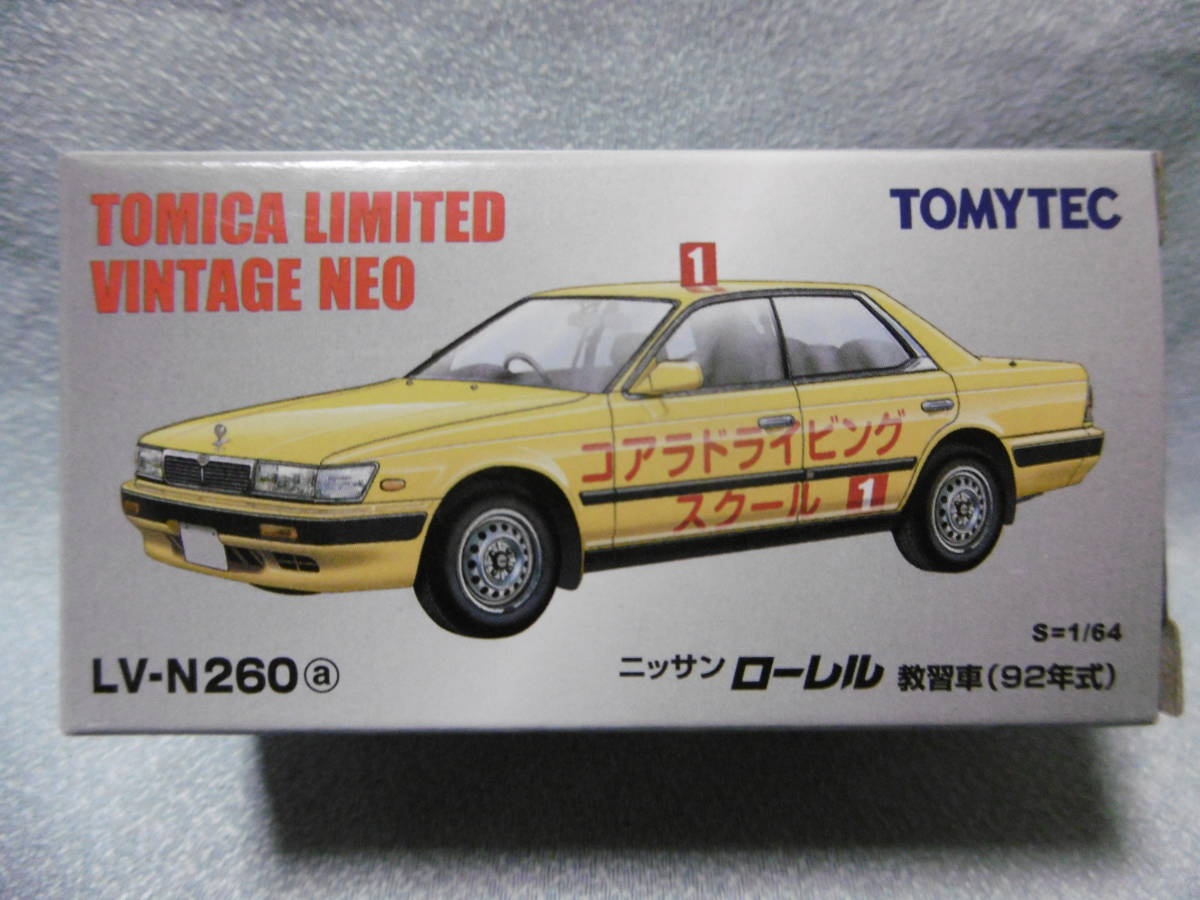 TOMICA LIMITED
VINTAGE NEO
TOMYTEC
1
コアラドライビング
スクール 1
S=1/64
LV-N260ⓐ
ニッサン ローレル 教習車(92年式)